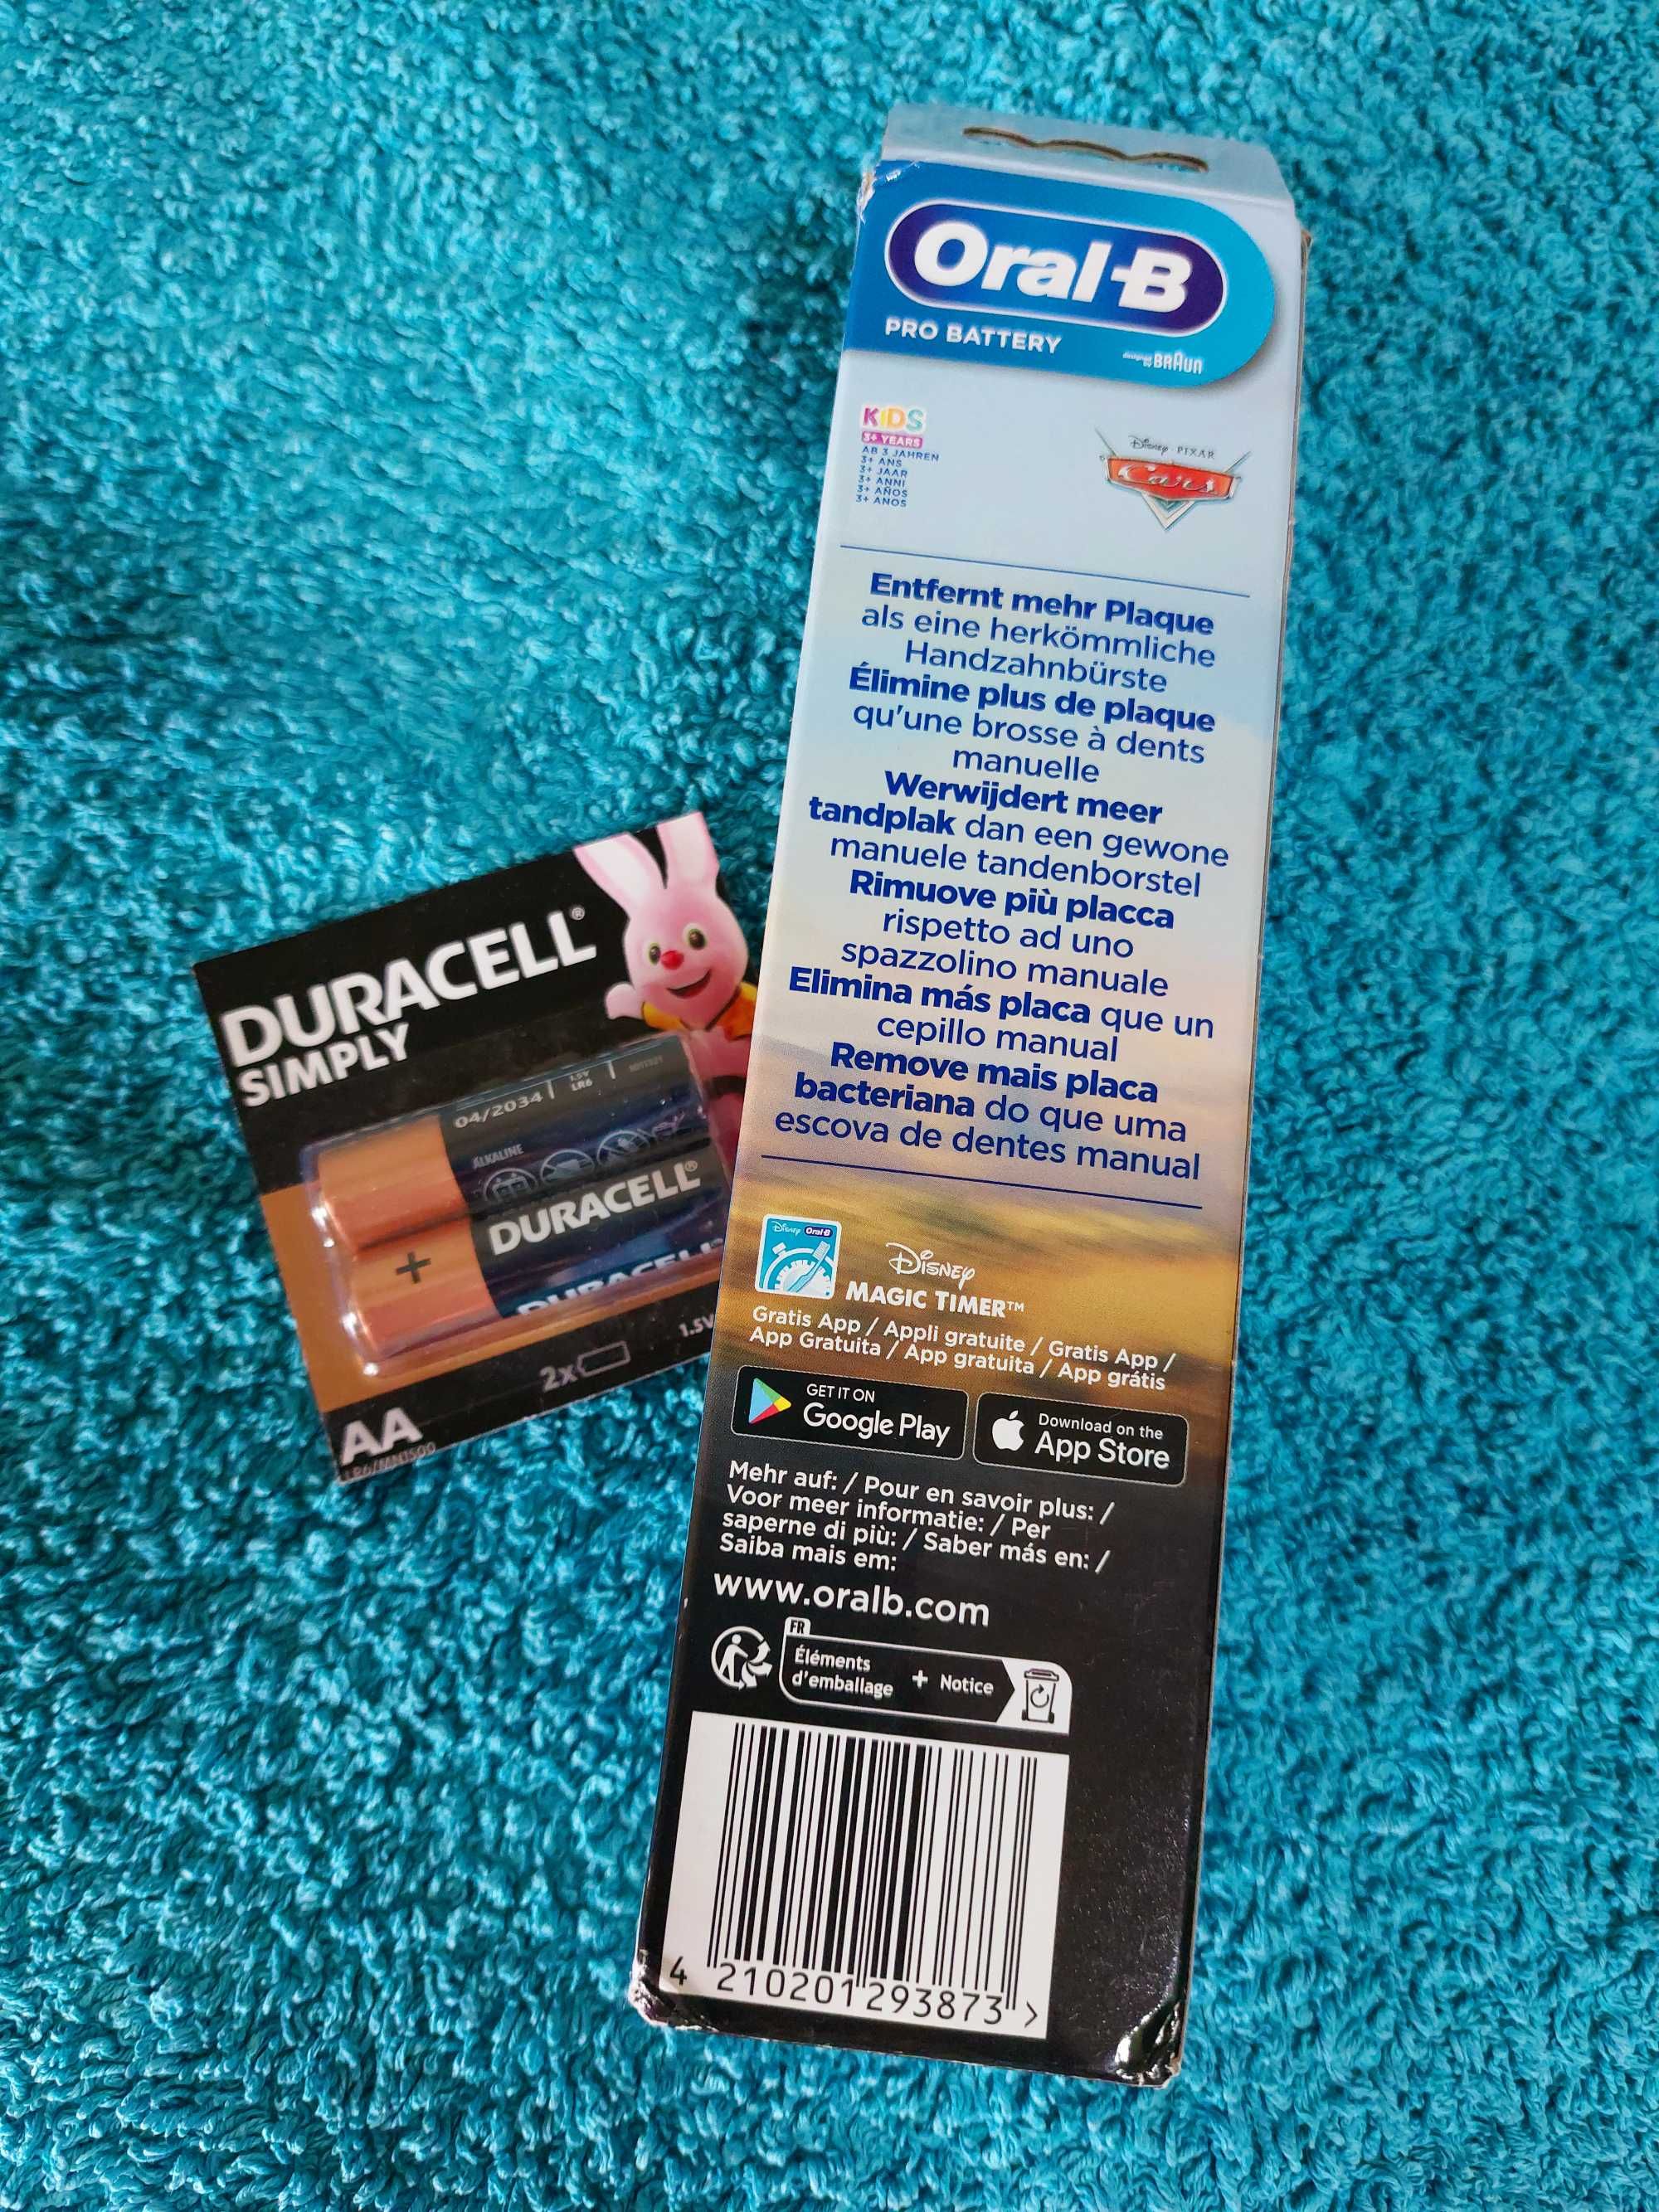 Oral-B
PRO BATTERY
designed by BRAUN
KIDS
3+ YEARS
AB 3 JAHREN
3+ ANS
3+ JAAR
3+ ANNI
3+ AÑOS
3+ ANOS
Disney · PIXAR
Cars
Entfernt mehr Plaque
als eine herkömmliche
Handzahnbürste
Élimine plus de plaque
qu'une brosse à dents
manuelle
Werwijdert meer
tandplak dan een gewone
manuele tandenborstel
Rimuove più placca
rispetto ad uno
spazzolino manuale
Elimina más placa que un
cepillo manual
Remove mais placa
bacteriana do que uma
escova de dentes manual
Disney Oral-B
Disney
MAGIC TIMER™
Gratis App / Appli gratuite / Gratis App /
App Gratuita / App gratuita / App grátis
GET IT ON
Google Play
Download on the
App Store
Mehr auf: / Pour en savoir plus: /
Voor meer informatie: / Per
saperne di più: / Saber más en: /
Saiba mais em:
www.oralb.com
FR
Éléments
d'emballage + Notice
4 210201 293873 >
DURACELL®
SIMPLY
04/2034 | 1.5V LR6 |
ALKALINE
DURACELL®
+
DURACELL
2x
1.5V
AA
LR6/MN1500